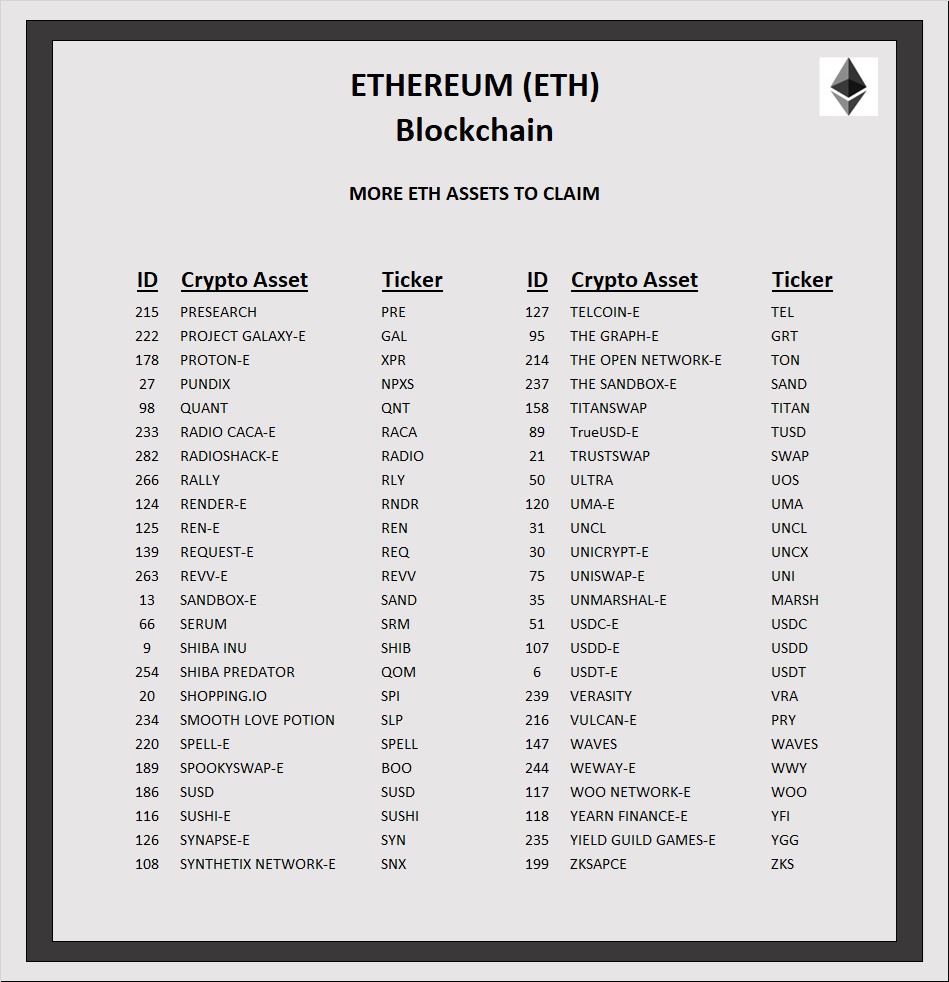 ETHEREUM (ETH)
Blockchain
MORE ETH ASSETS TO CLAIM
ID Crypto Asset Ticker ID Crypto Asset Ticker
215 PRESEARCH PRE 127 TELCOIN-E TEL
222 PROJECT GALAXY-E GAL 95 THE GRAPH-E GRT
178 PROTON-E XPR 214 THE OPEN NETWORK-E TON
27 PUNDIX NPXS 237 THE SANDBOX-E SAND
98 QUANT QNT 158 TITANSWAP TITAN
233 RADIO CACA-E RACA 89 TrueUSD-E TUSD
282 RADIOSHACK-E RADIO 21 TRUSTSWAP SWAP
266 RALLY RLY 50 ULTRA UOS
124 RENDER-E RNDR 120 UMA-E UMA
125 REN-E REN 31 UNCL UNCL
139 REQUEST-E REQ 30 UNICRYPT-E UNCX
263 REVV-E REVV 75 UNISWAP-E UNI
13 SANDBOX-E SAND 35 UNMARSHAL-E MARSH
66 SERUM SRM 51 USDC-E USDC
9 SHIBA INU SHIB 107 USDD-E USDD
254 SHIBA PREDATOR QOM 6 USDT-E USDT
20 SHOPPING.IO SPI 239 VERASITY VRA
234 SMOOTH LOVE POTION SLP 216 VULCAN-E PRY
220 SPELL-E SPELL 147 WAVES WAVES
189 SPOOKYSWAP-E BOO 244 WEWAY-E WWY
186 SUSD SUSD 117 WOO NETWORK-E WOO
116 SUSHI-E SUSHI 118 YEARN FINANCE-E YFI
126 SYNAPSE-E SYN 235 YIELD GUILD GAMES-E YGG
108 SYNTHETIX NETWORK-E SNX 199 ZKSAPCE ZKS